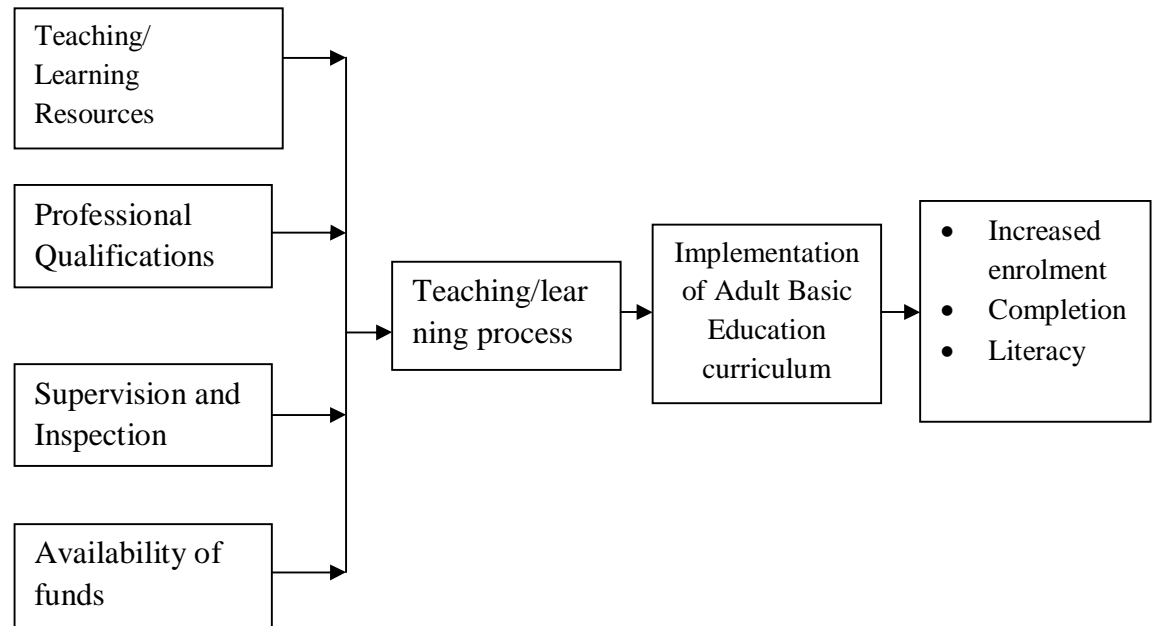 Teaching/
Learning
Resources
Professional
Qualifications
Supervision and
Inspection
Availability of
funds
Teaching/lear
ning process
Implementation
of Adult Basic
Education
curriculum
• Increased
enrolment
• Completion
• Literacy